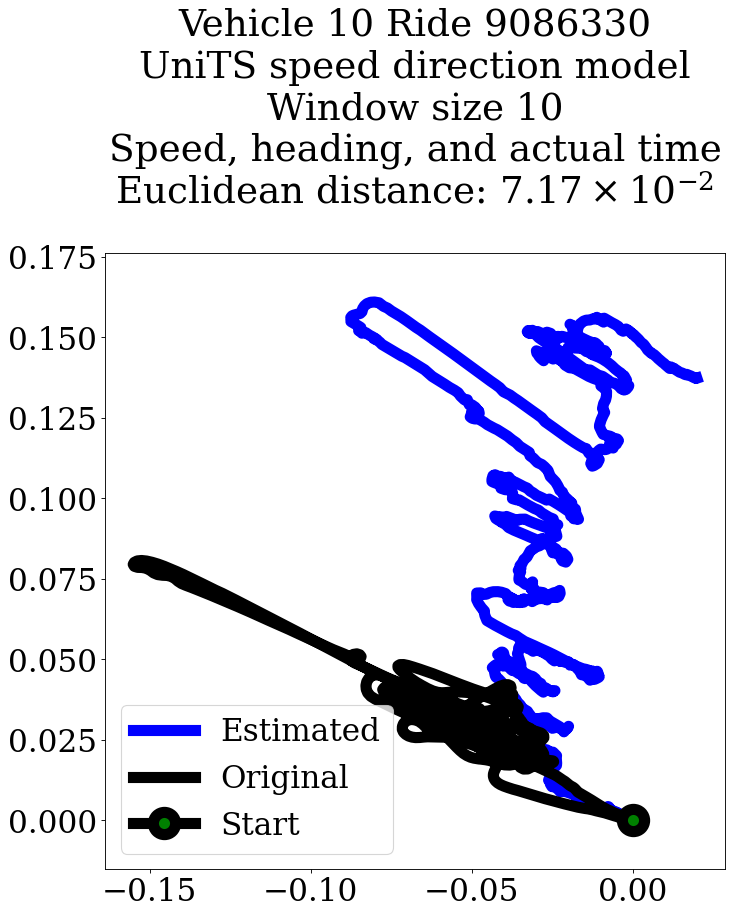 Vehicle 10 Ride 9086330
UniTS speed direction model
Window size 10
Speed, heading, and actual time
Euclidean distance: 7.17 × 10⁻²
0.175
0.150
0.125
0.100
0.075
0.050
0.025
0.000
Estimated
Original
Start
−0.15 −0.10 −0.05 0.00